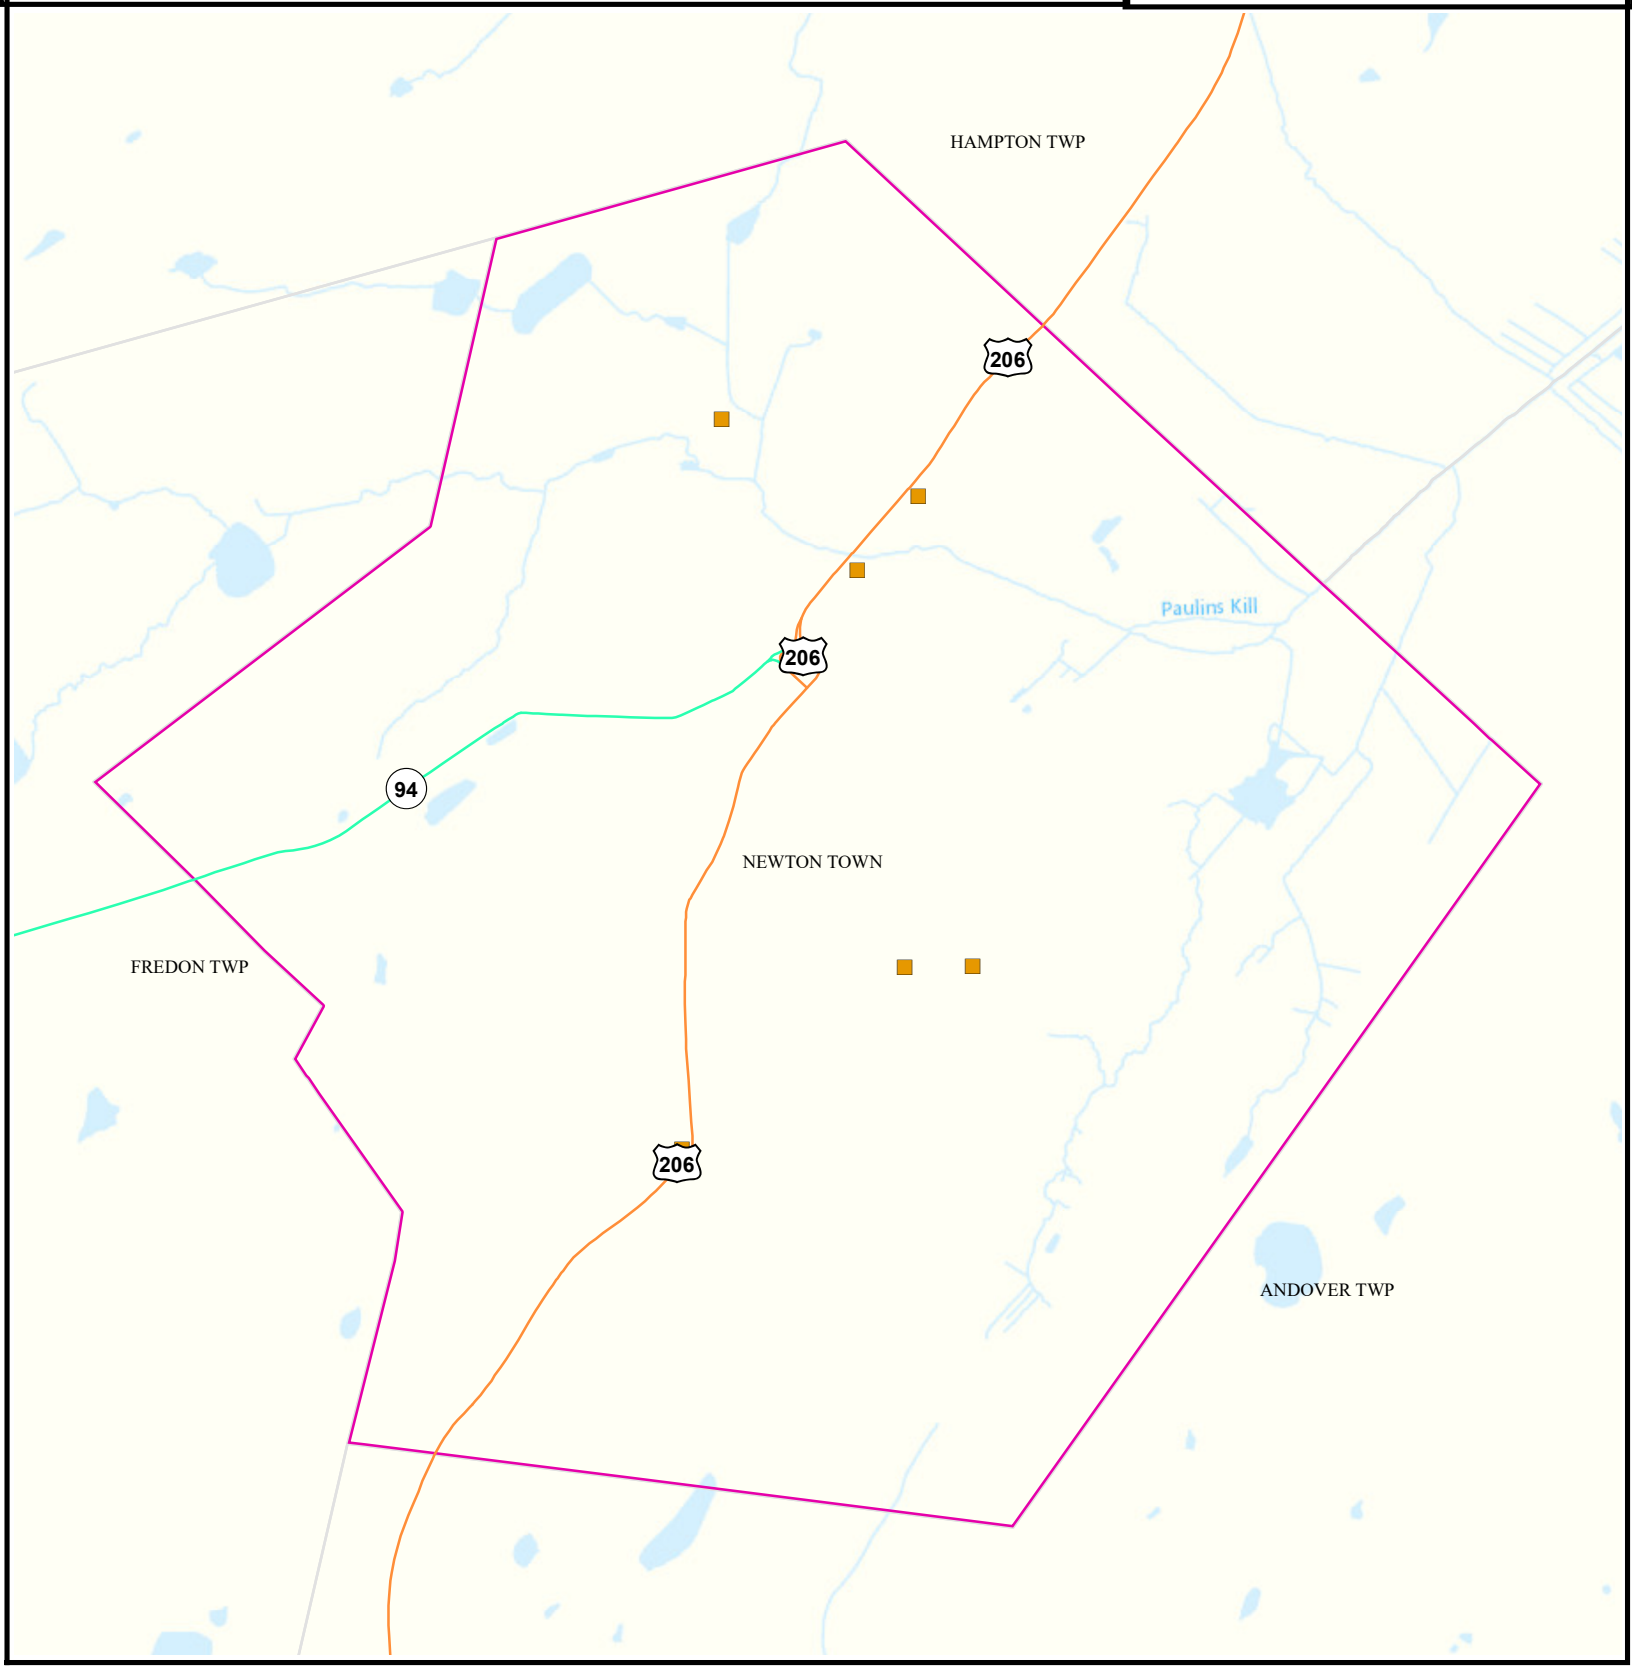 HAMPTON TWP
206
Paulins Kill
206
94
NEWTON TOWN
FREDON TWP
206
ANDOVER TWP